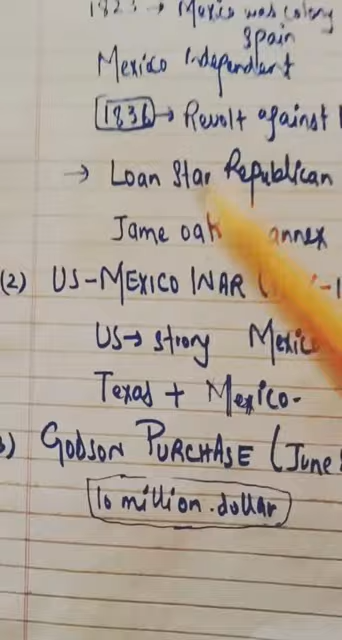 1823 → Mexico was colony
Spain
Mexico Independent
1836 → Revolt against
→ Loan Star Republican
Jame annex
(2) US-MEXICO WAR (
US → strong Mexico
Texas + Mexico-
) GODSON PURCHASE (June
10 million.dollar